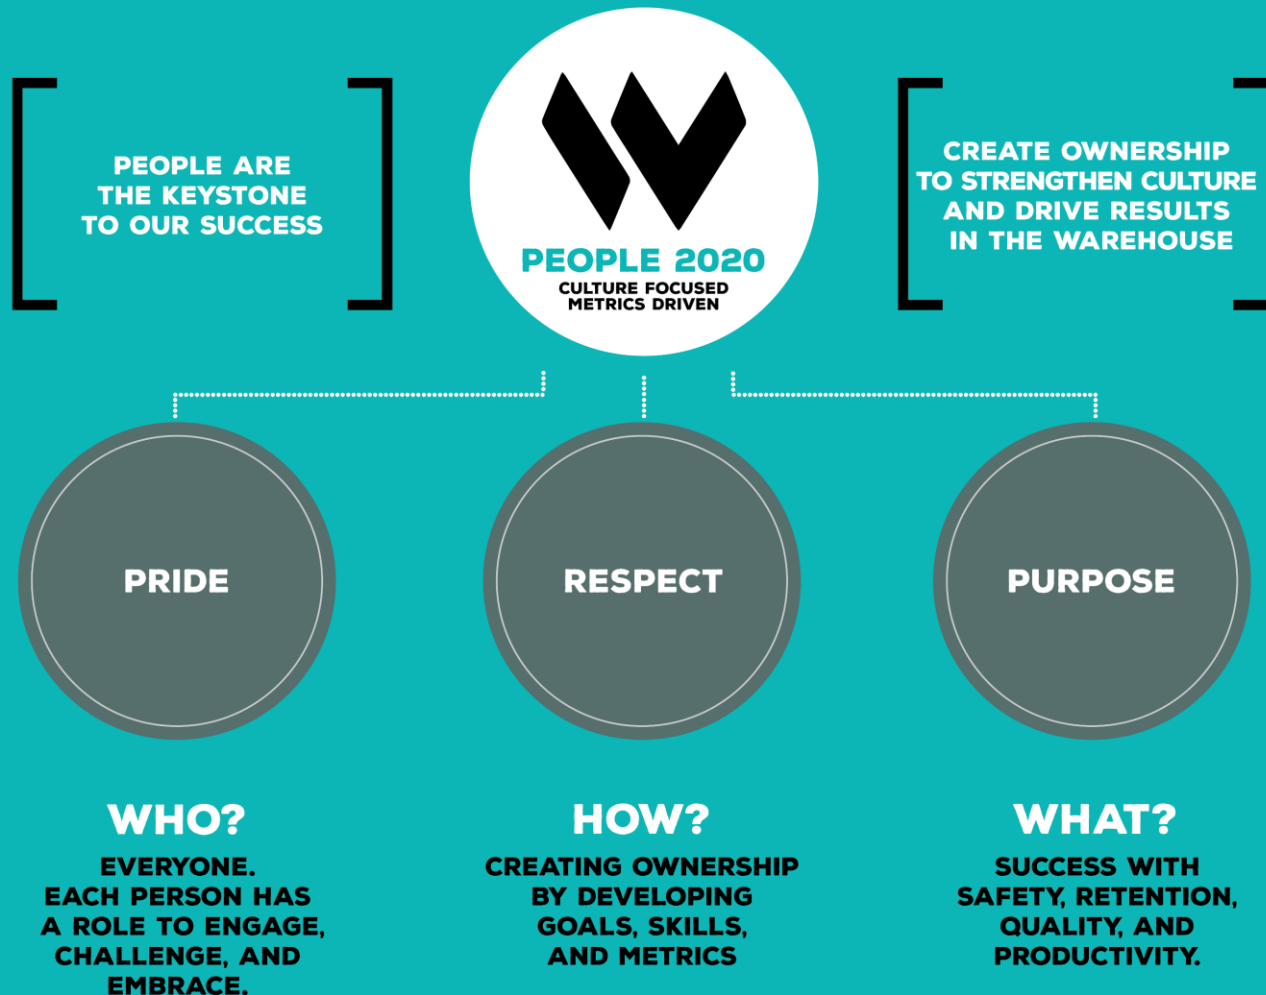 PEOPLE ARE
THE KEYSTONE
TO OUR SUCCESS
W
PEOPLE 2020
CULTURE FOCUSED
METRICS DRIVEN
CREATE OWNERSHIP
TO STRENGTHEN CULTURE
AND DRIVE RESULTS
IN THE WAREHOUSE
PRIDE
RESPECT
PURPOSE
WHO?
EVERYONE.
EACH PERSON HAS
A ROLE TO ENGAGE,
CHALLENGE, AND
EMBRACE.
HOW?
CREATING OWNERSHIP
BY DEVELOPING
GOALS, SKILLS,
AND METRICS
WHAT?
SUCCESS WITH
SAFETY, RETENTION,
QUALITY, AND
PRODUCTIVITY.